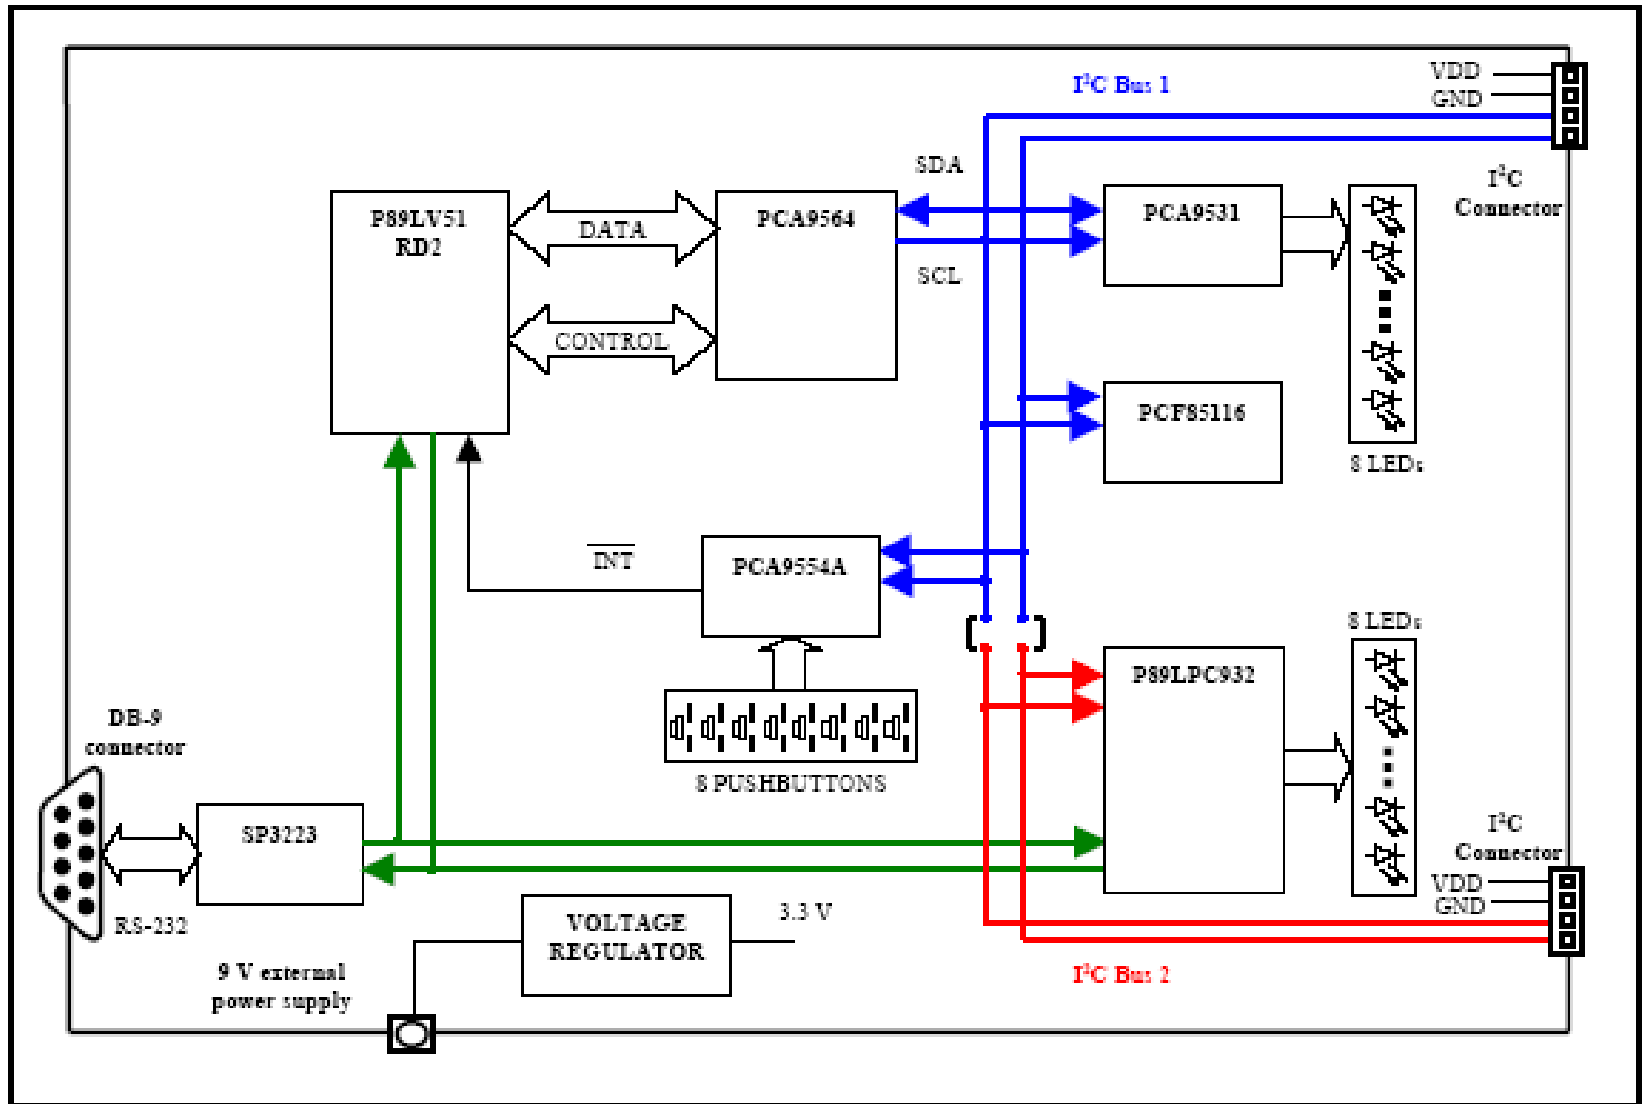 I²C Bus 1
VDD
GND
I²C
Connector
SDA
SCL
P89LV51
RD2
DATA
CONTROL
PCA9564
PCA9531
8 LEDs
PCF85116
INT
PCA9554A
8 PUSHBUTTONS
8 LEDs
P89LPC932
DB-9
connector
SP3223
RS-232
I²C
Connector
VDD
GND
VOLTAGE
REGULATOR
3.3 V
9 V external
power supply
I²C Bus 2